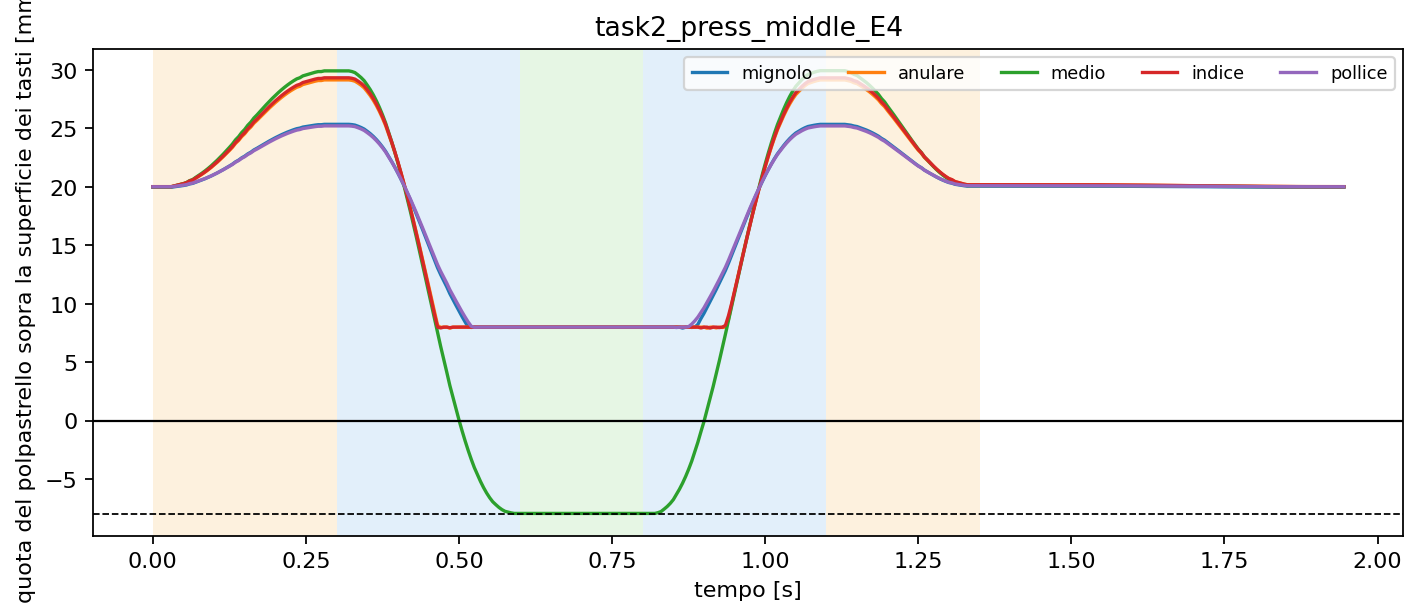 task2_press_middle_E4
mignolo anulare medio indice pollice
quota del polpastrello sopra la superficie dei tasti [mm
30
25
20
15
10
5
0
−5
0.00 0.25 0.50 0.75 1.00 1.25 1.50 1.75 2.00
tempo [s]